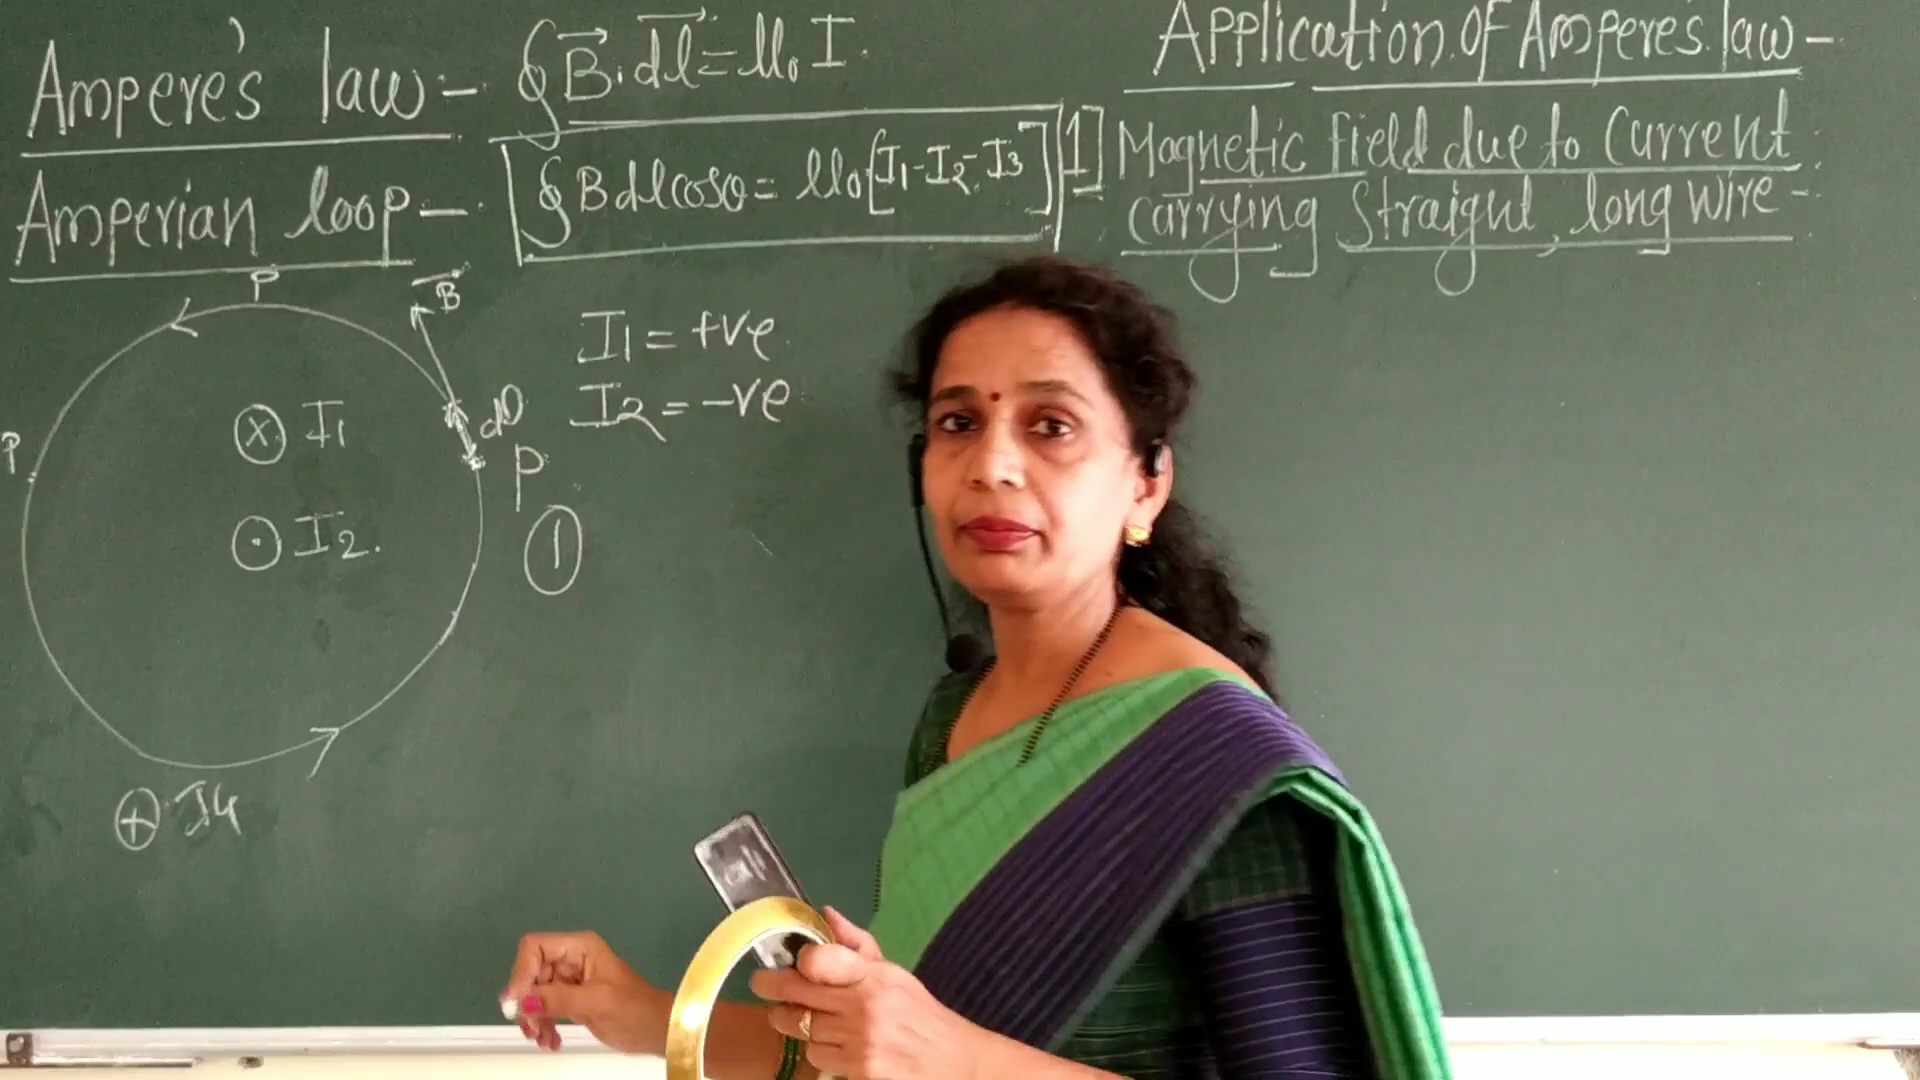 Ampere's law - ∮B⃗.dl⃗ = μ₀I.
Amperian loop - ∮Bdlcosθ = μ₀[I₁-I₂-I₃]
P
B⃗
P
I₁
dl
P
I₂.
①
I₄
I₁ = +ve
I₂ = -ve
Application of Ampere's law -
1] Magnetic field due to Current
carrying straight, long wire -